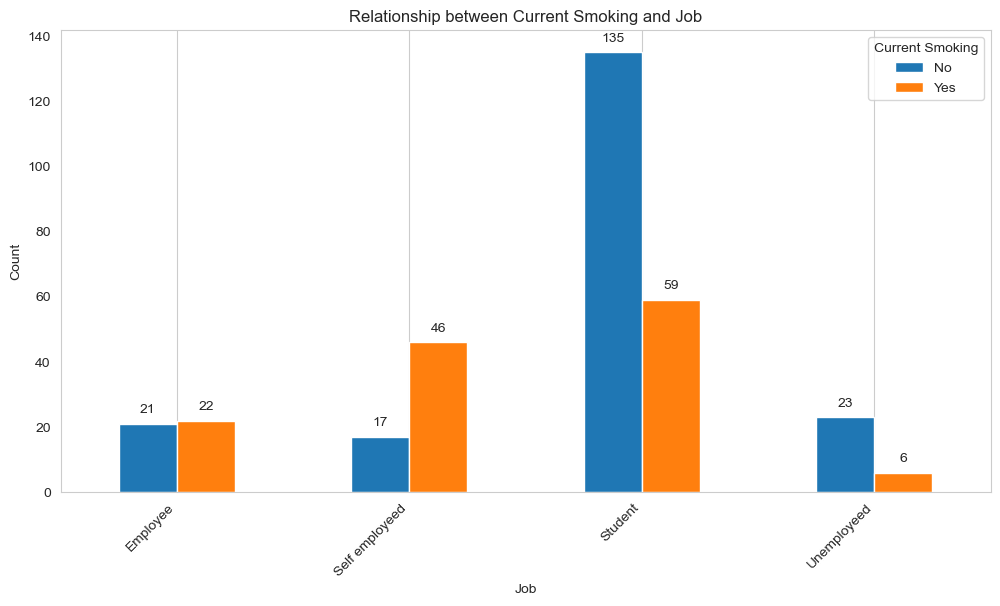 Relationship between Current Smoking and Job
Current Smoking
No
Yes
Count
140
120
100
80
60
40
20
0
21
22
17
46
135
59
23
6
Employee
Self employeed
Student
Unemployeed
Job